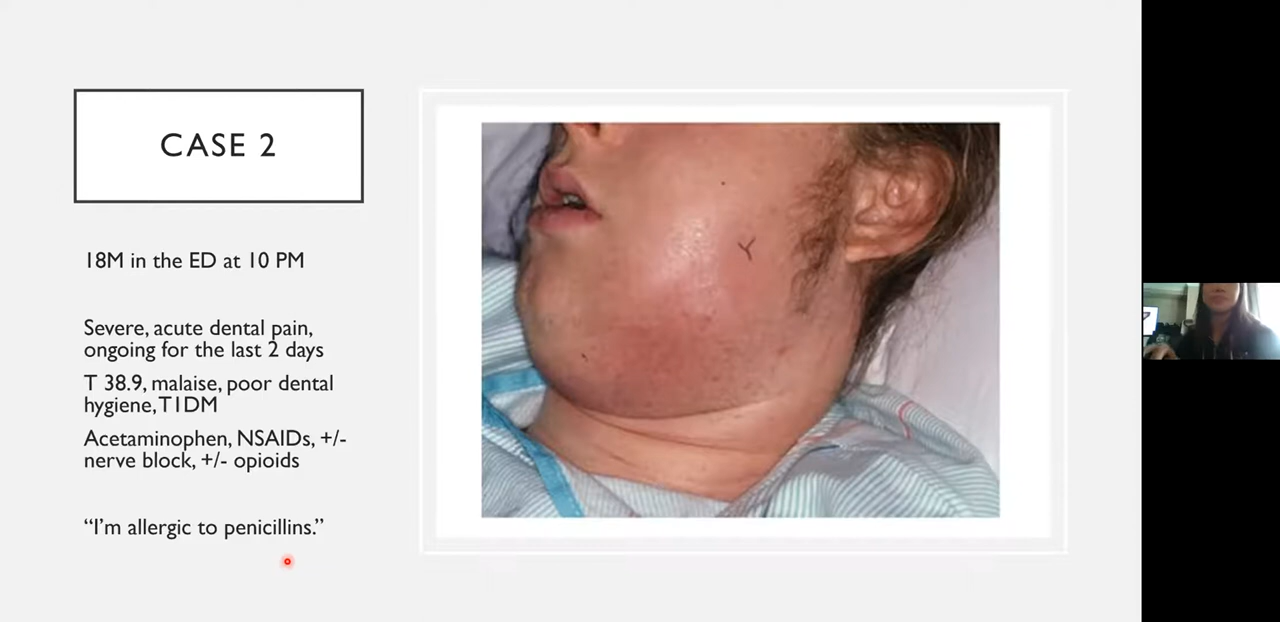 CASE 2
18M in the ED at 10 PM
Severe, acute dental pain,
ongoing for the last 2 days
T 38.9, malaise, poor dental
hygiene, T1DM
Acetaminophen, NSAIDs, +/-
nerve block, +/- opioids
“I’m allergic to penicillins.”